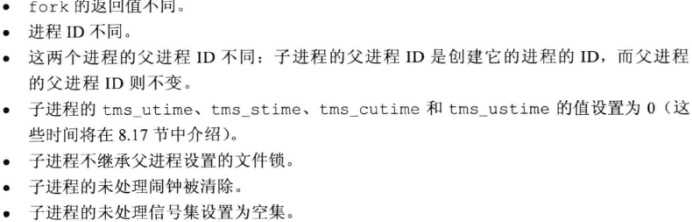 • fork 的返回值不同。
• 进程 ID 不同。
• 这两个进程的父进程 ID 不同：子进程的父进程 ID 是创建它的进程的 ID，而父进程
的父进程 ID 则不变。
• 子进程的 tms_utime、tms_stime、tms_cutime 和 tms_ustime 的值设置为 0（这
些时间将在 8.17 节中介绍）。
• 子进程不继承父进程设置的文件锁。
• 子进程的未处理闹钟被清除。
• 子进程的未处理信号集设置为空集。